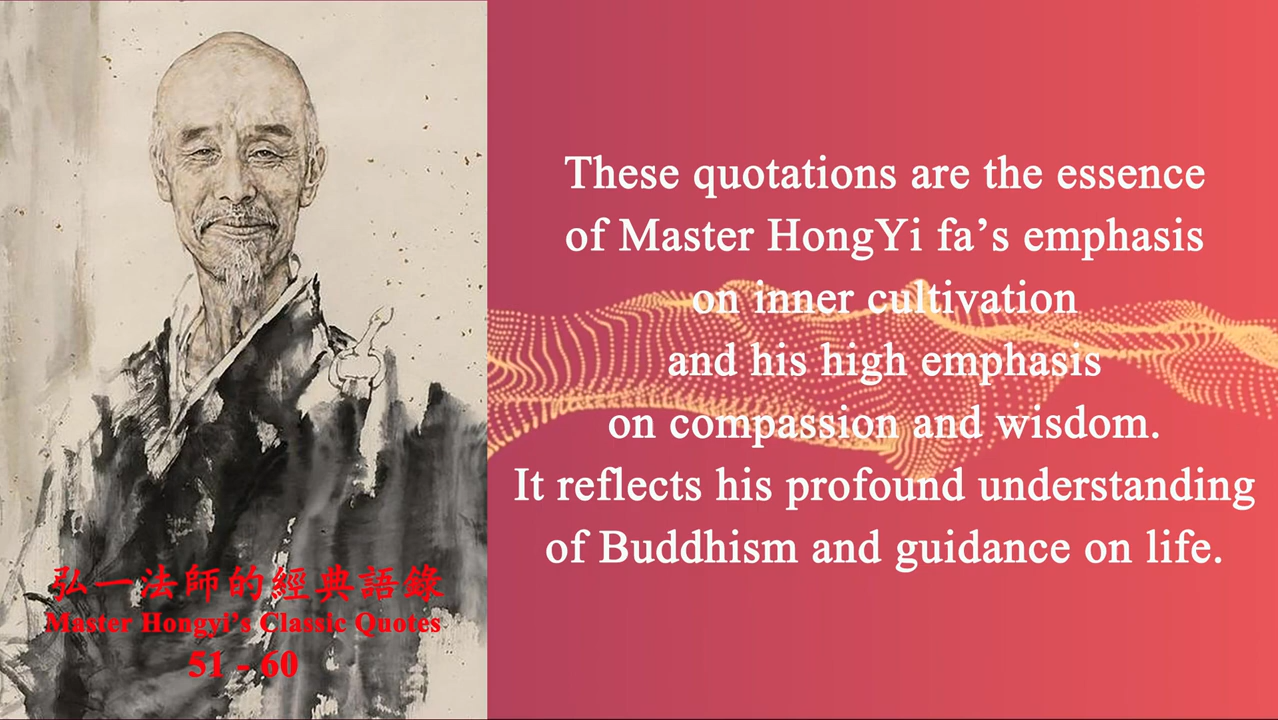 弘一法師的經典語錄
Master Hongyi's Classic Quotes
51 - 60
These quotations are the essence
of Master HongYi fa’s emphasis
on inner cultivation
and his high emphasis
on compassion and wisdom.
It reflects his profound understanding
of Buddhism and guidance on life.